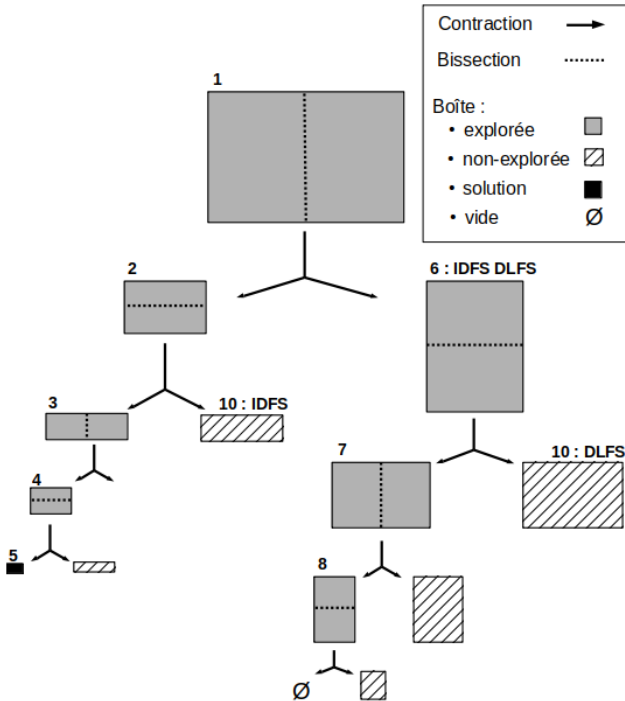 Contraction
Bissection
Boîte :
• explorée
• non-explorée
• solution
• vide Ø
1
2
6 : IDFS DLFS
3
10 : IDFS
7
10 : DLFS
4
5
8
Ø